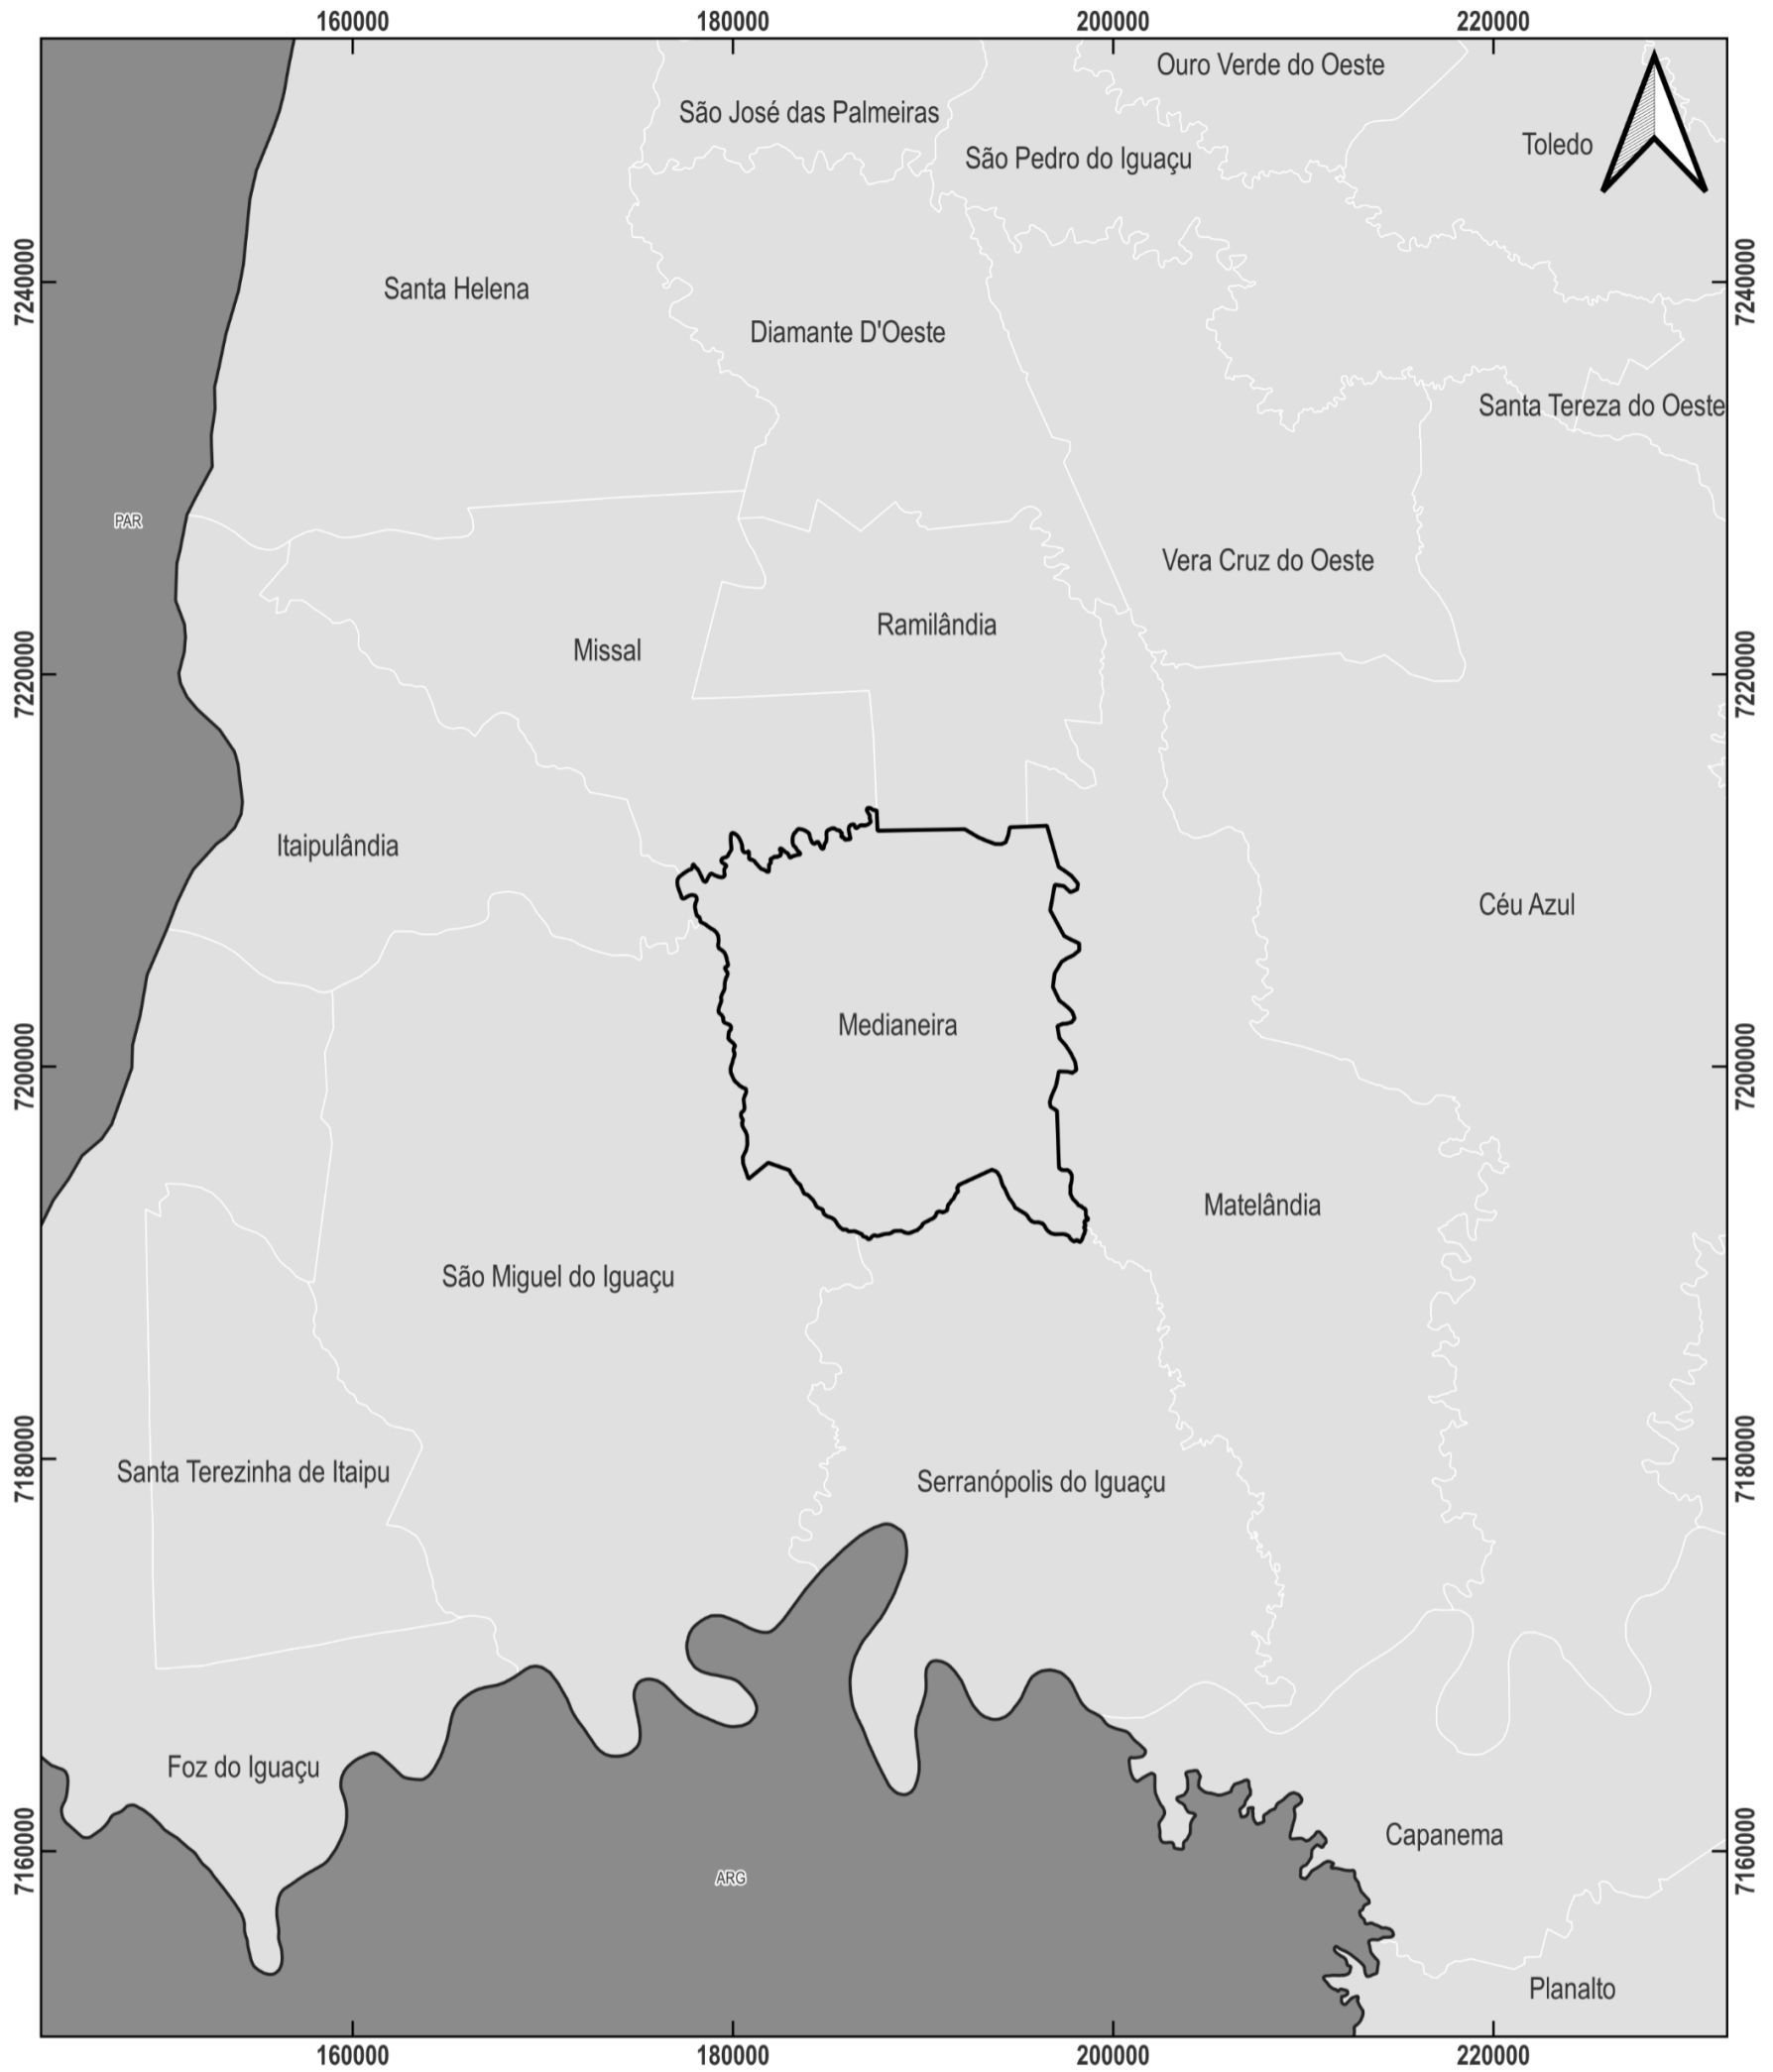 160000 180000 200000 220000
Ouro Verde do Oeste
São José das Palmeiras
Toledo
São Pedro do Iguaçu
7240000
7240000
Santa Helena
Diamante D'Oeste
Santa Tereza do Oeste
PAR
Vera Cruz do Oeste
Ramilândia
Missal
7220000
7220000
Itaipulândia
Céu Azul
Medianeira
7200000
7200000
Matelândia
São Miguel do Iguaçu
Santa Terezinha de Itaipu
Serranópolis do Iguaçu
7180000
7180000
Foz do Iguaçu
Capanema
7160000
7160000
ARG
Planalto
160000 180000 200000 220000